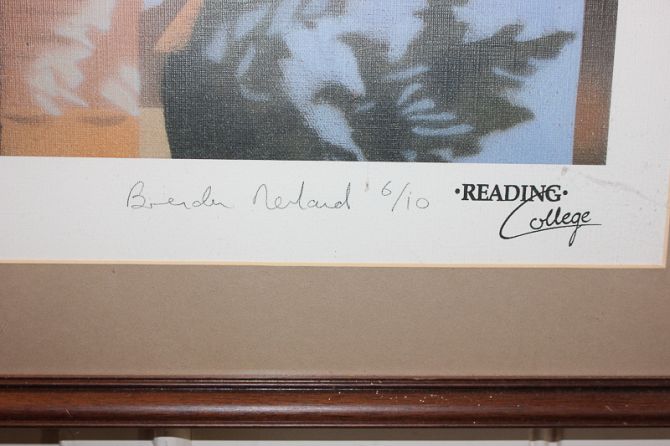 Brendan Neiland 6/10
·READING·
College